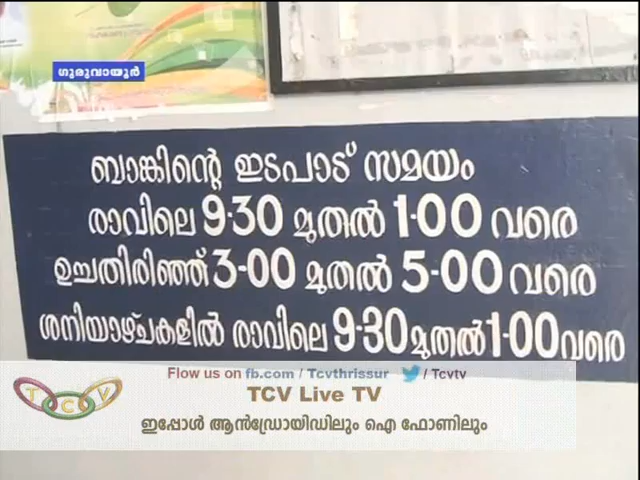 ഗുരുവായൂർ
ബാങ്കിന്റെ ഇടപാട് സമയം
രാവിലെ 9-30 മുതൽ 1-00 വരെ
ഉച്ചതിരിഞ്ഞ് 3-00 മുതൽ 5-00 വരെ
ശനിയാഴ്ചകളിൽ രാവിലെ 9-30 മുതൽ 1-00 വരെ
Flow us on fb.com / Tcvthrissur / Tcvtv
TCV
TCV Live TV
ഇപ്പോൾ ആൻഡ്രോയിഡിലും ഐ ഫോണിലും